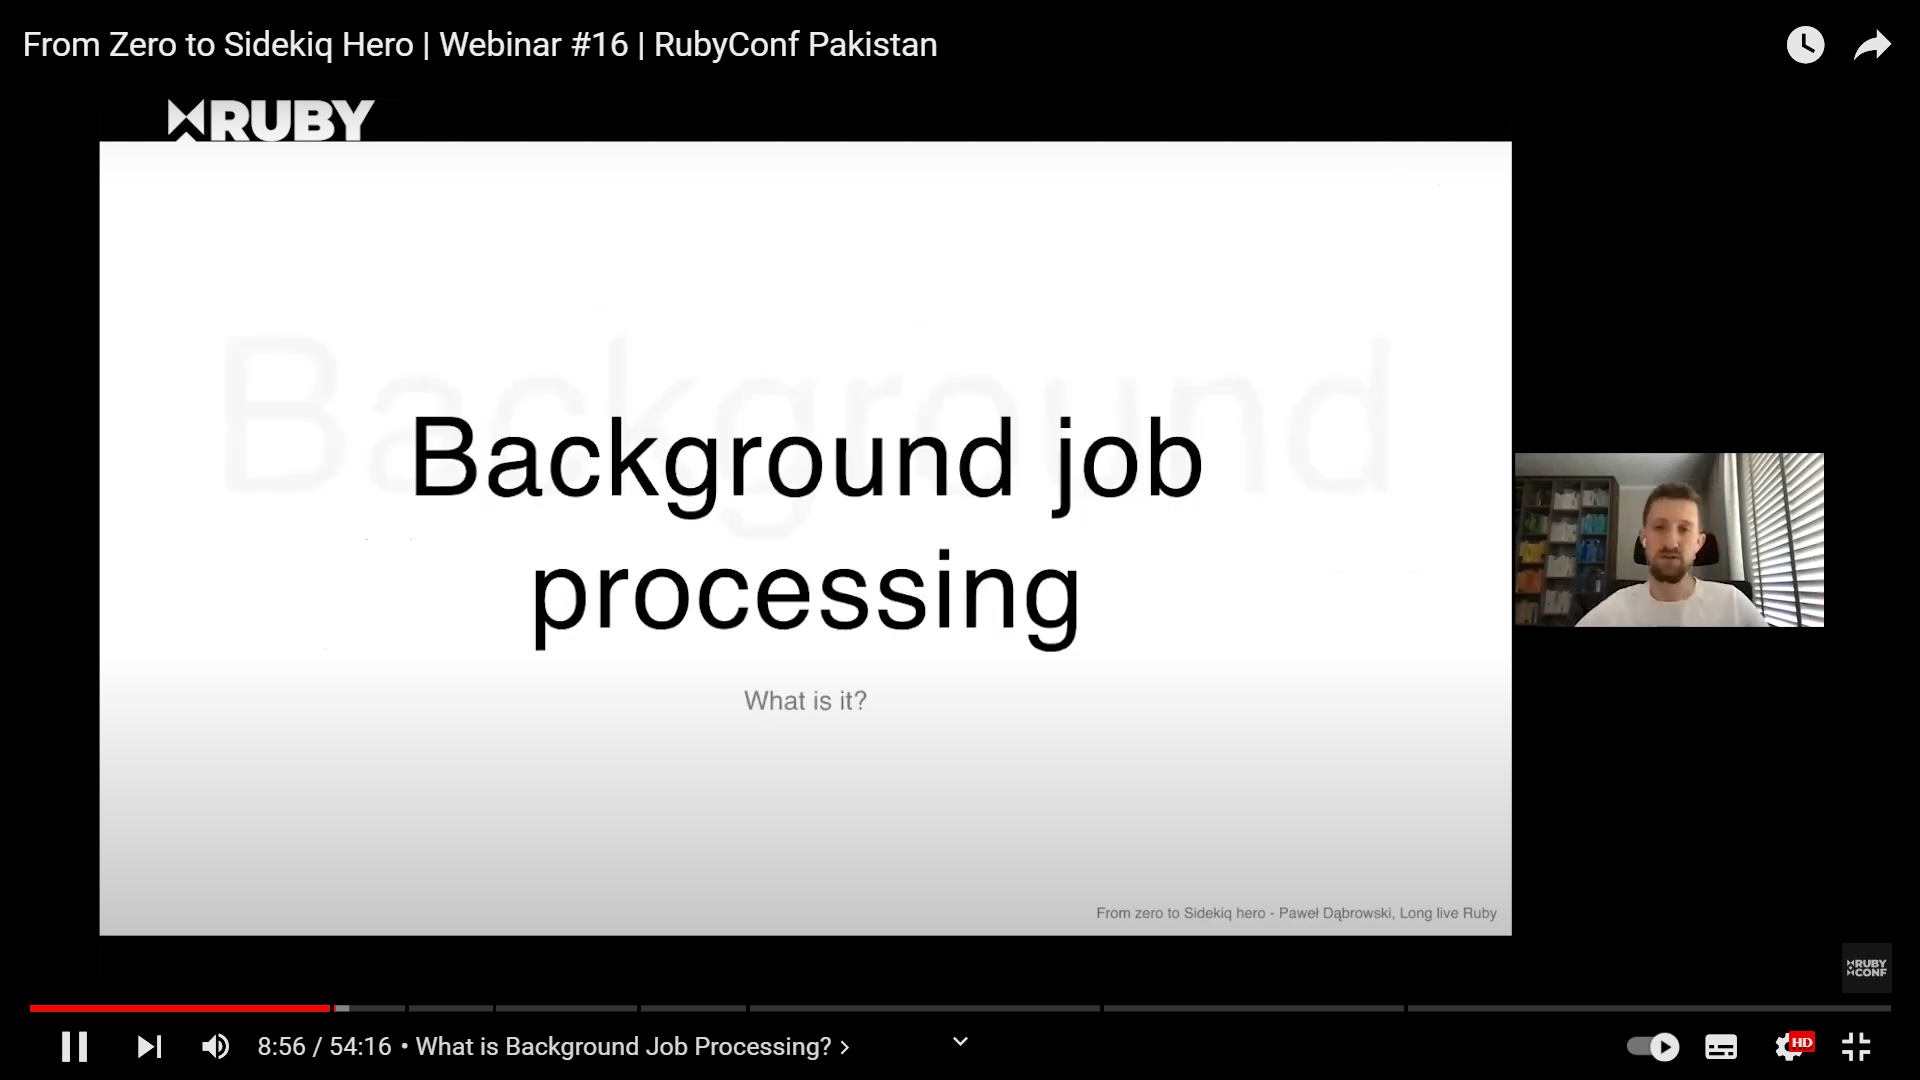 From Zero to Sidekiq Hero | Webinar #16 | RubyConf Pakistan
RUBY
Background
Background job
processing
What is it?
From zero to Sidekiq hero - Paweł Dąbrowski, Long live Ruby
RUBY
CONF
8:56 / 54:16 • What is Background Job Processing? ›
HD